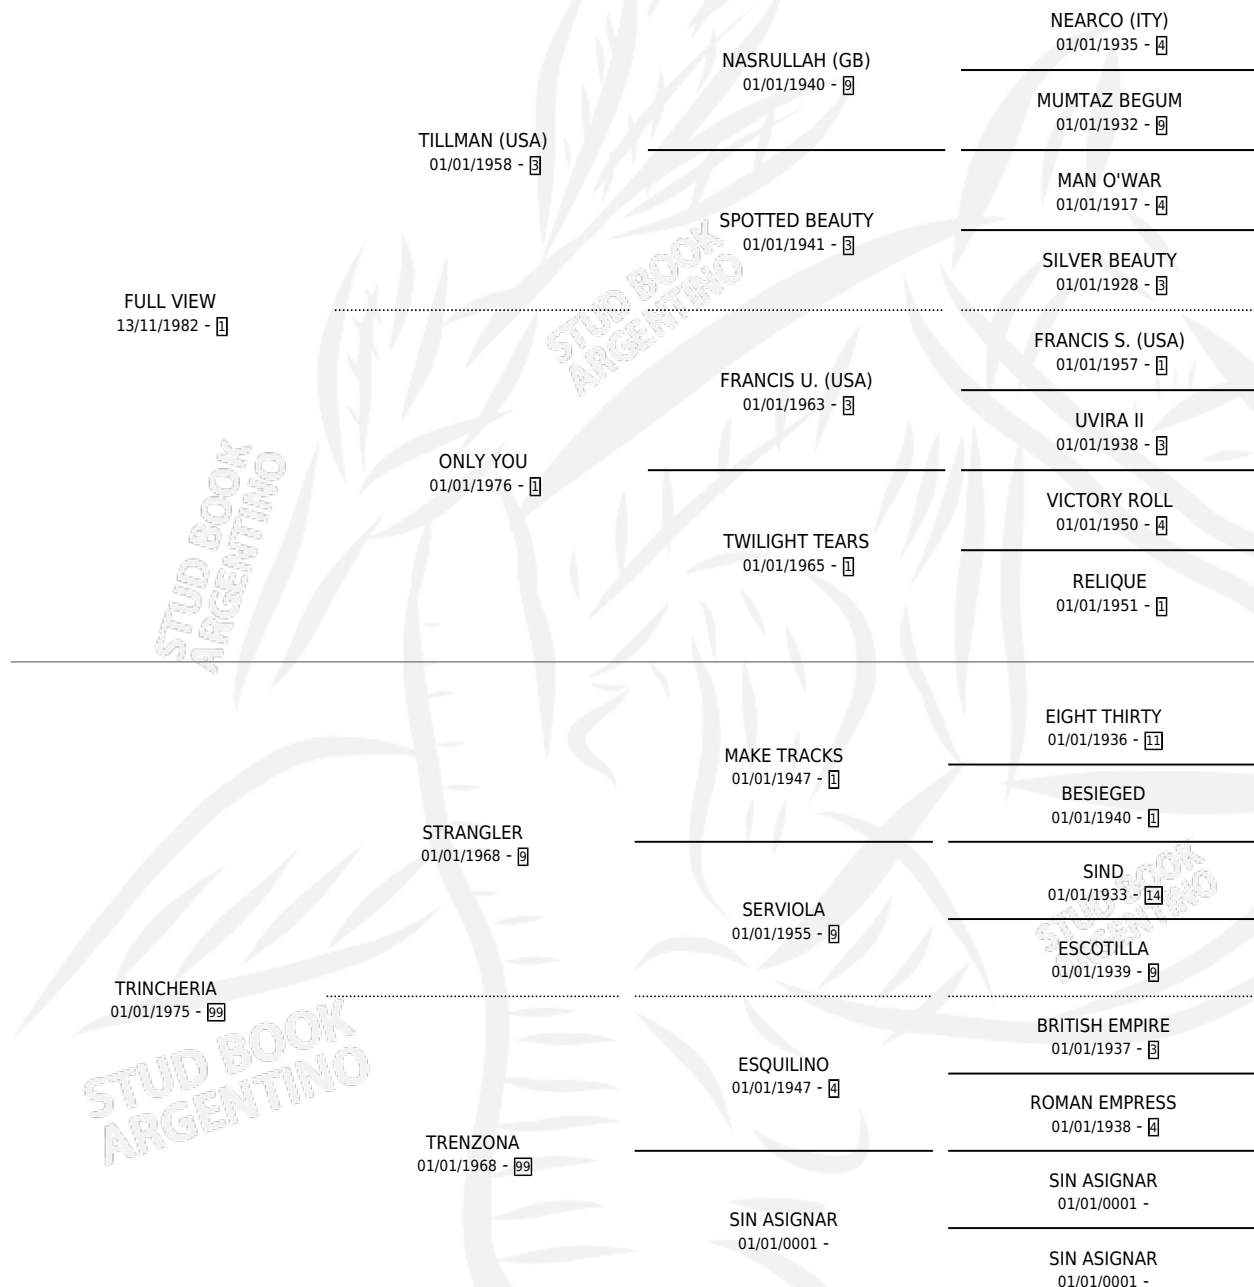 NEARCO (ITY)
01/01/1935 - 4
NASRULLAH (GB)
01/01/1940 - 9
MUMTAZ BEGUM
01/01/1932 - 9
TILLMAN (USA)
01/01/1958 - 3
MAN O'WAR
01/01/1917 - 4
SPOTTED BEAUTY
01/01/1941 - 3
SILVER BEAUTY
01/01/1928 - 3
FULL VIEW
13/11/1982 - 1
STUD BOOK
ARGENTINO
FRANCIS S. (USA)
01/01/1957 - 1
FRANCIS U. (USA)
01/01/1963 - 3
UVIRA II
01/01/1938 - 3
ONLY YOU
01/01/1976 - 1
VICTORY ROLL
01/01/1950 - 4
TWILIGHT TEARS
01/01/1965 - 1
RELIQUE
01/01/1951 - 1
STUD BOOK
ARGENTINO
EIGHT THIRTY
01/01/1936 - 11
MAKE TRACKS
01/01/1947 - 1
BESIEGED
01/01/1940 - 1
STRANGLER
01/01/1968 - 9
SIND
01/01/1933 - 14
SERVIOLA
01/01/1955 - 9
ESCOTILLA
01/01/1939 - 9
STUD BOOK
ARGENTINO
TRINCHERIA
01/01/1975 - 99
BRITISH EMPIRE
01/01/1937 - 3
ESQUILINO
01/01/1947 - 4
ROMAN EMPRESS
01/01/1938 - 4
STUD BOOK
ARGENTINO
TRENZONA
01/01/1968 - 99
SIN ASIGNAR
01/01/0001 -
SIN ASIGNAR
01/01/0001 -
SIN ASIGNAR
01/01/0001 -